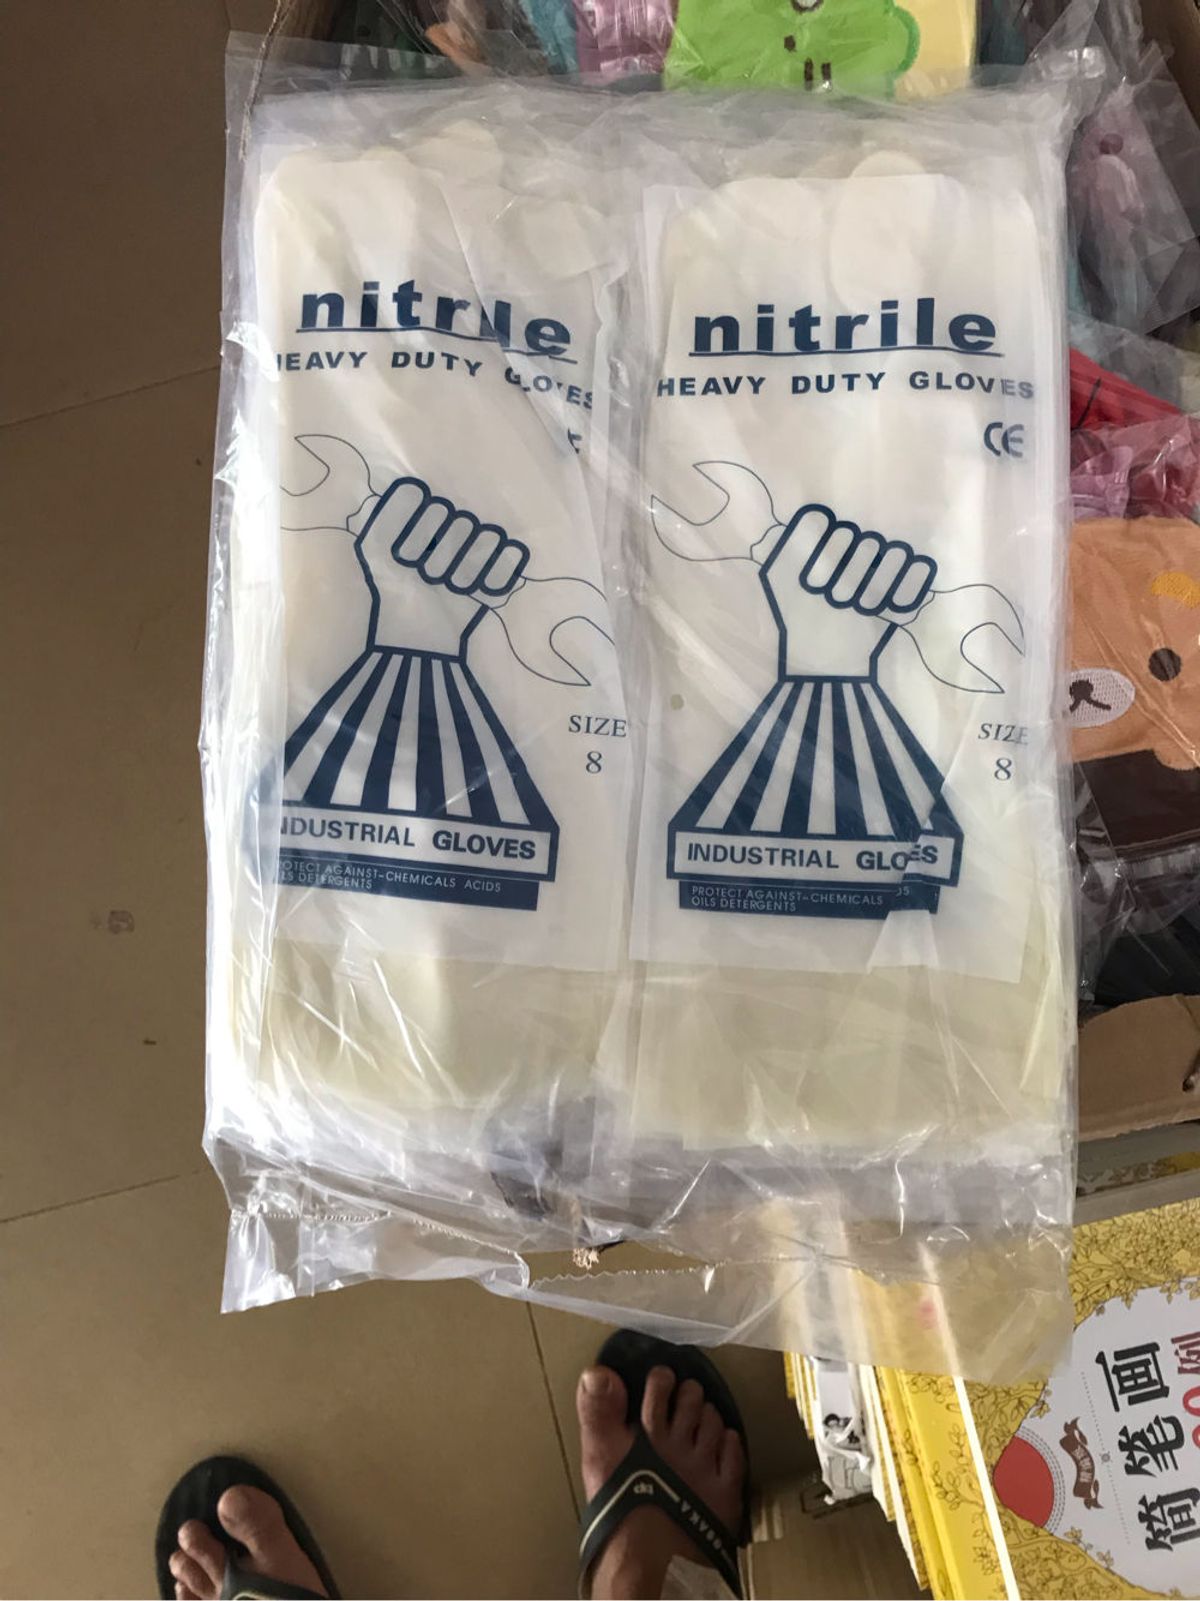 nitrile
HEAVY DUTY GLOVES
SIZE
8
INDUSTRIAL GLOVES
PROTECT AGAINST-CHEMICALS ACIDS
OILS DETERGENTS
nitrile
HEAVY DUTY GLOVES
CE
SIZE
8
INDUSTRIAL GLOVES
PROTECT AGAINST-CHEMICALS
OILS DETERGENTS
简笔画